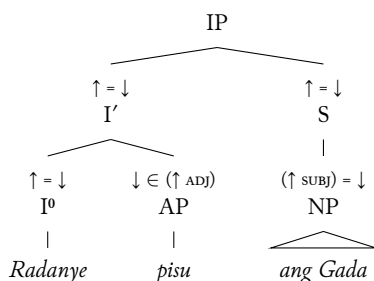 IP
↑ = ↓ ↑ = ↓
I′ S
↑ = ↓ ↓ ∈ (↑ ADJ) (↑ SUBJ) = ↓
I⁰ AP NP
Radanye pisu ang Gada